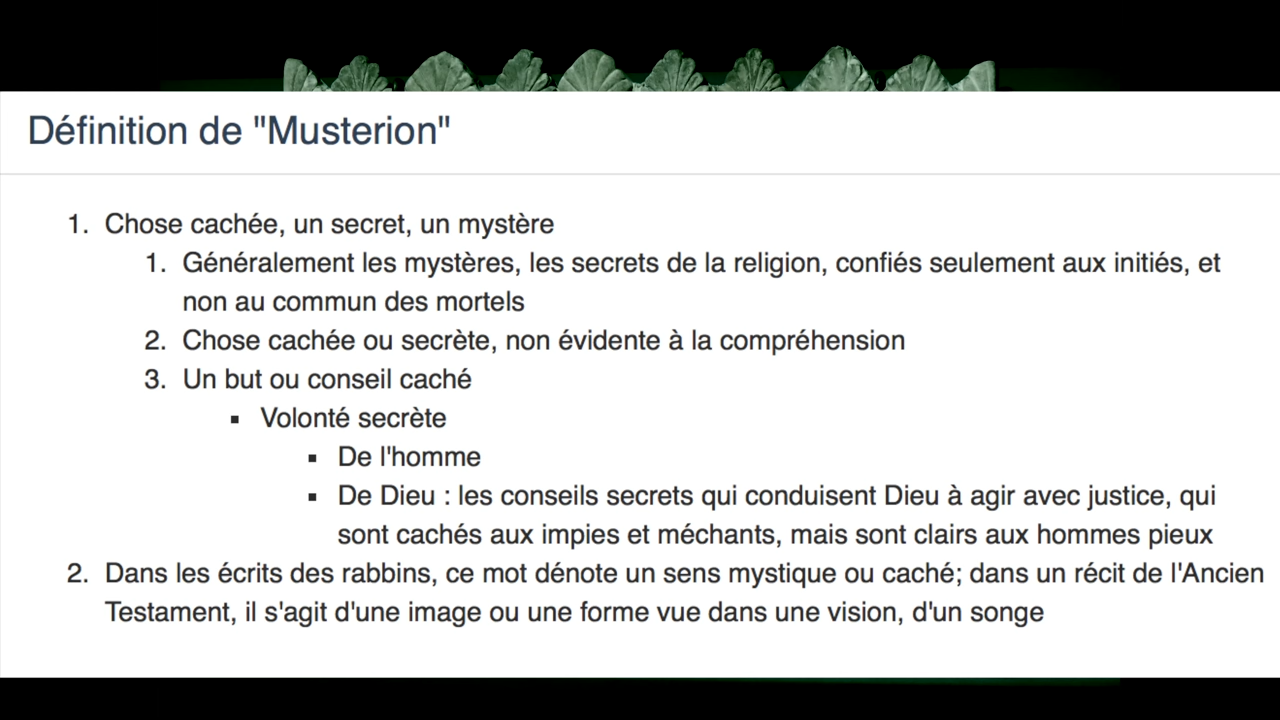 Définition de "Musterion"
1. Chose cachée, un secret, un mystère
1. Généralement les mystères, les secrets de la religion, confiés seulement aux initiés, et
non au commun des mortels
2. Chose cachée ou secrète, non évidente à la compréhension
3. Un but ou conseil caché
▪ Volonté secrète
▪ De l'homme
▪ De Dieu : les conseils secrets qui conduisent Dieu à agir avec justice, qui
sont cachés aux impies et méchants, mais sont clairs aux hommes pieux
2. Dans les écrits des rabbins, ce mot dénote un sens mystique ou caché; dans un récit de l'Ancien
Testament, il s'agit d'une image ou une forme vue dans une vision, d'un songe